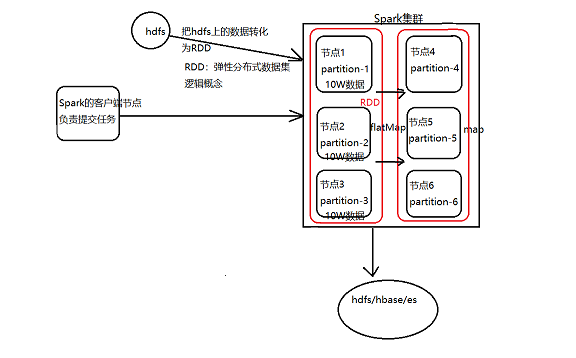 Spark集群
hdfs
把hdfs上的数据转化
为RDD
RDD：弹性分布式数据集
逻辑概念
Spark的客户端节点
负责提交任务
节点1
partition-1
10W数据
节点2
partition-2
10W数据
节点3
partition-3
10W数据
RDD
flatMap
节点4
partition-4
节点5
partition-5
节点6
partition-6
map
hdfs/hbase/es